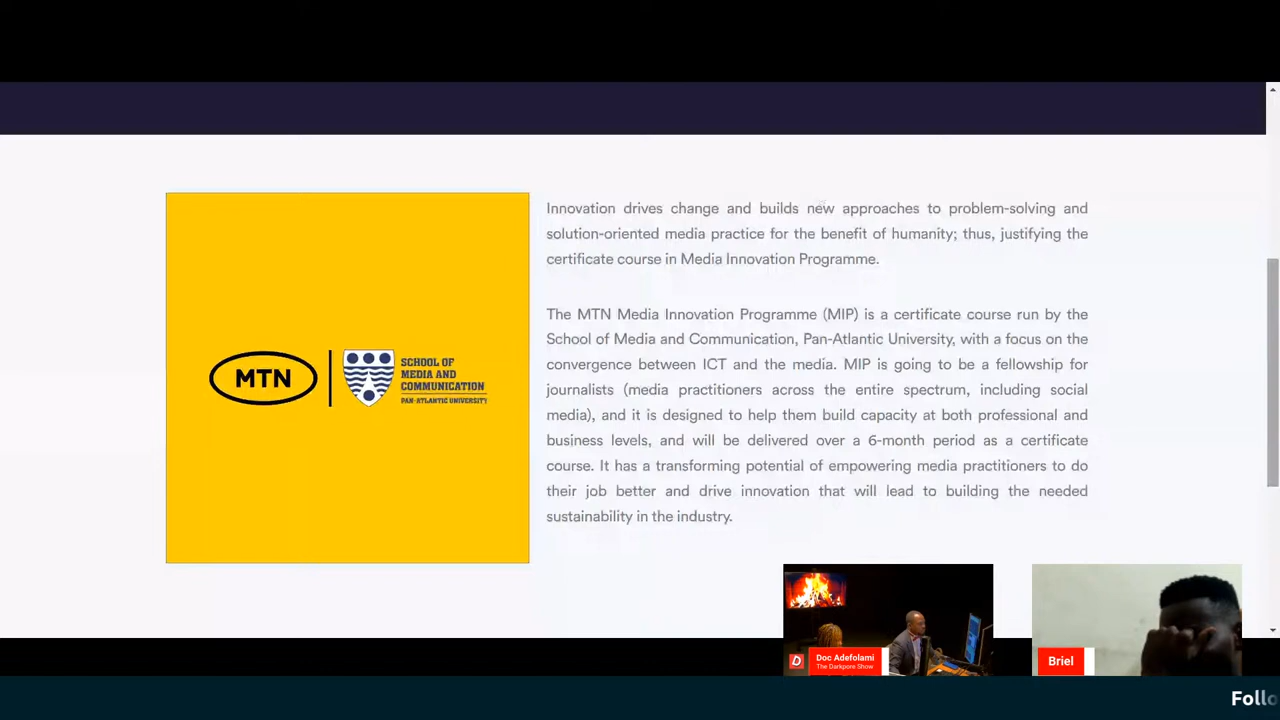 Innovation drives change and builds new approaches to problem-solving and
solution-oriented media practice for the benefit of humanity; thus, justifying the
certificate course in Media Innovation Programme.
The MTN Media Innovation Programme (MIP) is a certificate course run by the
School of Media and Communication, Pan-Atlantic University, with a focus on the
convergence between ICT and the media. MIP is going to be a fellowship for
journalists (media practitioners across the entire spectrum, including social
media), and it is designed to help them build capacity at both professional and
business levels, and will be delivered over a 6-month period as a certificate
course. It has a transforming potential of empowering media practitioners to do
their job better and drive innovation that will lead to building the needed
sustainability in the industry.
MTN
SCHOOL OF
MEDIA AND
COMMUNICATION
PAN-ATLANTIC UNIVERSITY
Doc Adefolami
The Darkpore Show
Briel
Follo